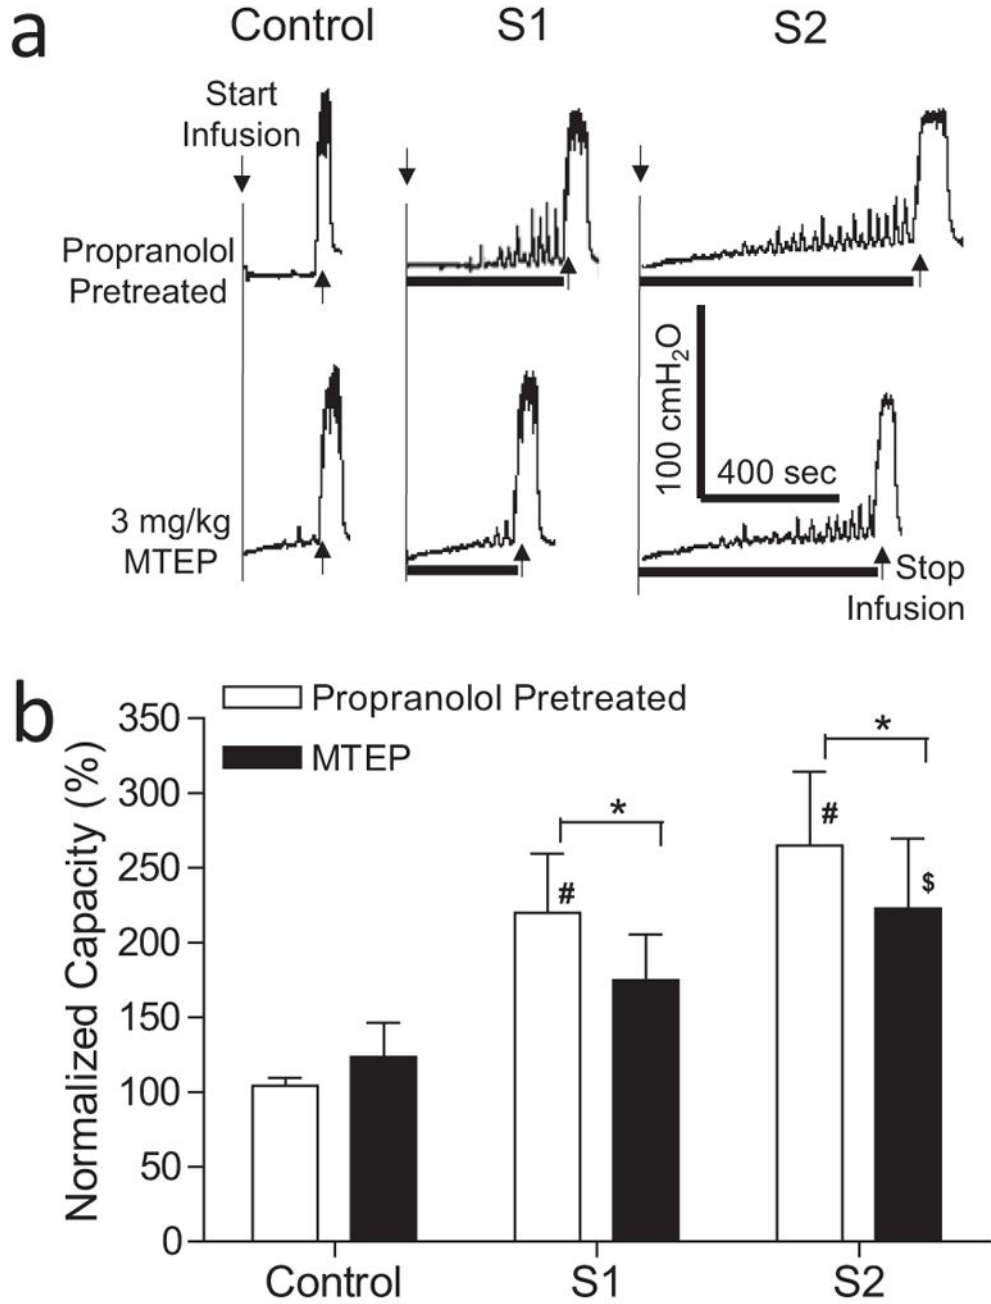 a
Control S1 S2
Start
Infusion
Propranolol
Pretreated
100 cmH₂O
400 sec
3 mg/kg
MTEP
Stop
Infusion
b
Propranolol Pretreated
MTEP
Normalized Capacity (%)
350
300
250
200
150
100
50
0
*
*
#
#
$
Control S1 S2